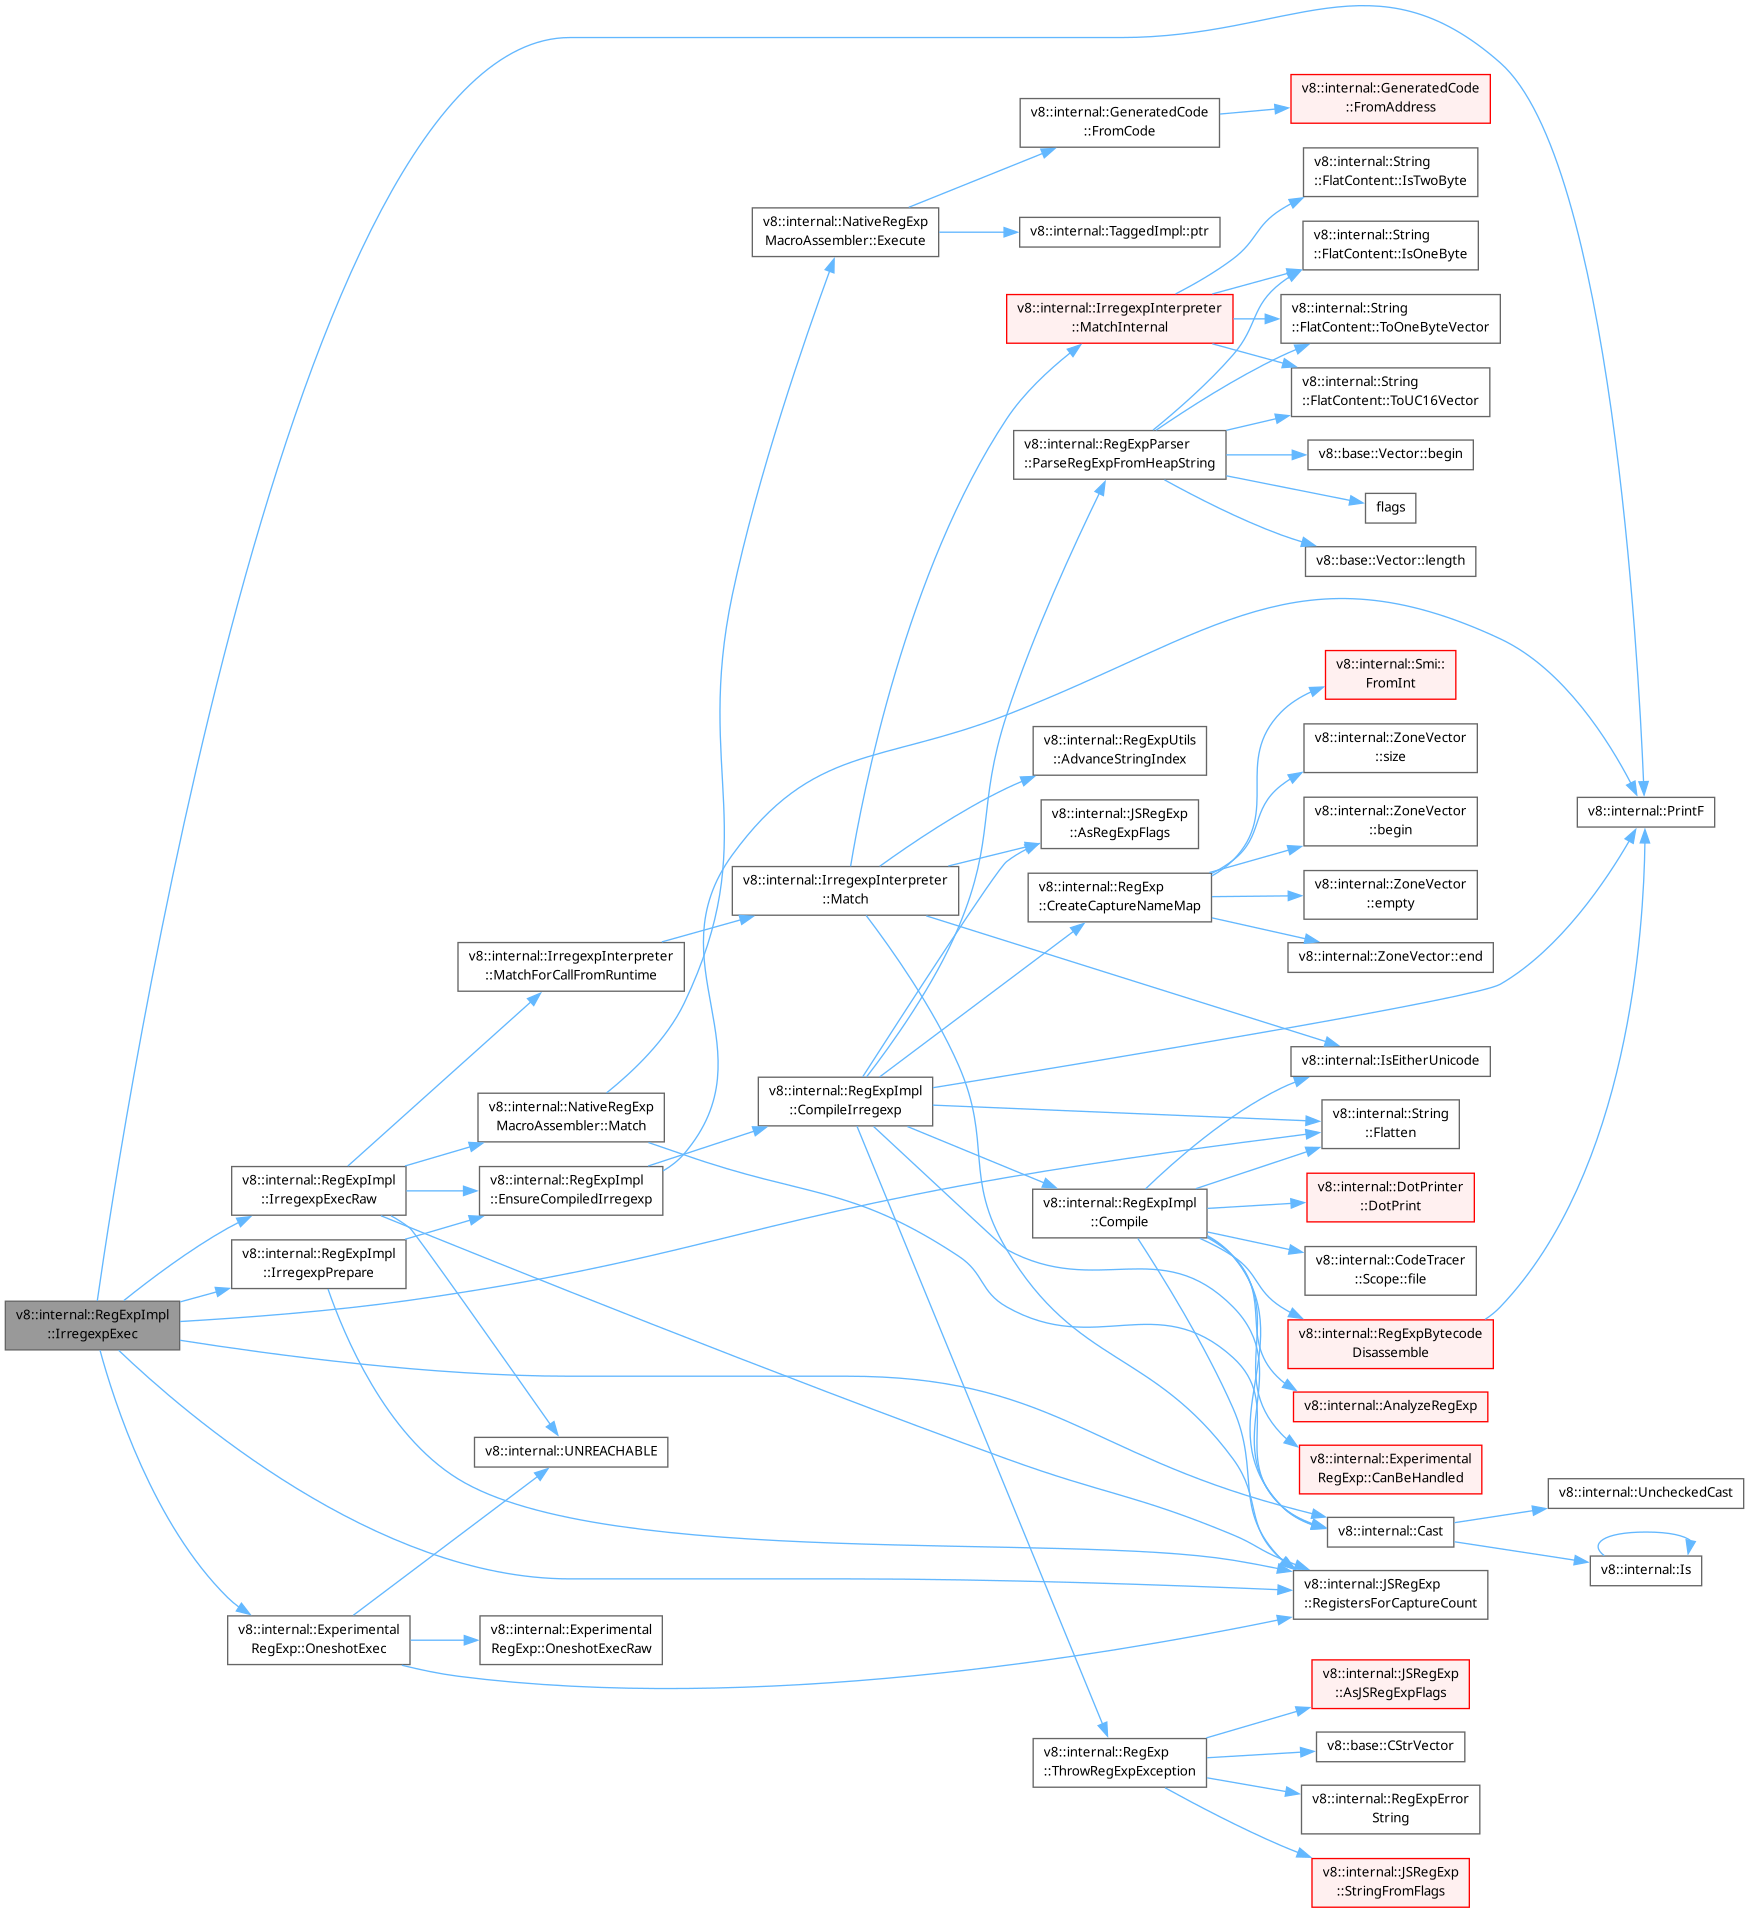 v8::internal::GeneratedCode
::FromAddress
v8::internal::GeneratedCode
::FromCode
v8::internal::String
::FlatContent::IsTwoByte
v8::internal::NativeRegExp
MacroAssembler::Execute
v8::internal::TaggedImpl::ptr
v8::internal::String
::FlatContent::IsOneByte
v8::internal::IrregexpInterpreter
::MatchInternal
v8::internal::String
::FlatContent::ToOneByteVector
v8::internal::String
::FlatContent::ToUC16Vector
v8::internal::RegExpParser
::ParseRegExpFromHeapString
v8::base::Vector::begin
flags
v8::base::Vector::length
v8::internal::Smi::
FromInt
v8::internal::RegExpUtils
::AdvanceStringIndex
v8::internal::ZoneVector
::size
v8::internal::JSRegExp
::AsRegExpFlags
v8::internal::ZoneVector
::begin
v8::internal::PrintF
v8::internal::IrregexpInterpreter
::Match
v8::internal::RegExp
::CreateCaptureNameMap
v8::internal::ZoneVector
::empty
v8::internal::ZoneVector::end
v8::internal::IrregexpInterpreter
::MatchForCallFromRuntime
v8::internal::IsEitherUnicode
v8::internal::RegExpImpl
::CompileIrregexp
v8::internal::NativeRegExp
MacroAssembler::Match
v8::internal::String
::Flatten
v8::internal::RegExpImpl
::IrregexpExecRaw
v8::internal::RegExpImpl
::EnsureCompiledIrregexp
v8::internal::RegExpImpl
::Compile
v8::internal::DotPrinter
::DotPrint
v8::internal::RegExpImpl
::IrregexpPrepare
v8::internal::CodeTracer
::Scope::file
v8::internal::RegExpImpl
::IrregexpExec
v8::internal::RegExpBytecode
Disassemble
v8::internal::AnalyzeRegExp
v8::internal::UNREACHABLE
v8::internal::Experimental
RegExp::CanBeHandled
v8::internal::UncheckedCast
v8::internal::Cast
v8::internal::Is
v8::internal::JSRegExp
::RegistersForCaptureCount
v8::internal::Experimental
RegExp::OneshotExec
v8::internal::Experimental
RegExp::OneshotExecRaw
v8::internal::JSRegExp
::AsJSRegExpFlags
v8::internal::RegExp
::ThrowRegExpException
v8::base::CStrVector
v8::internal::RegExpError
String
v8::internal::JSRegExp
::StringFromFlags